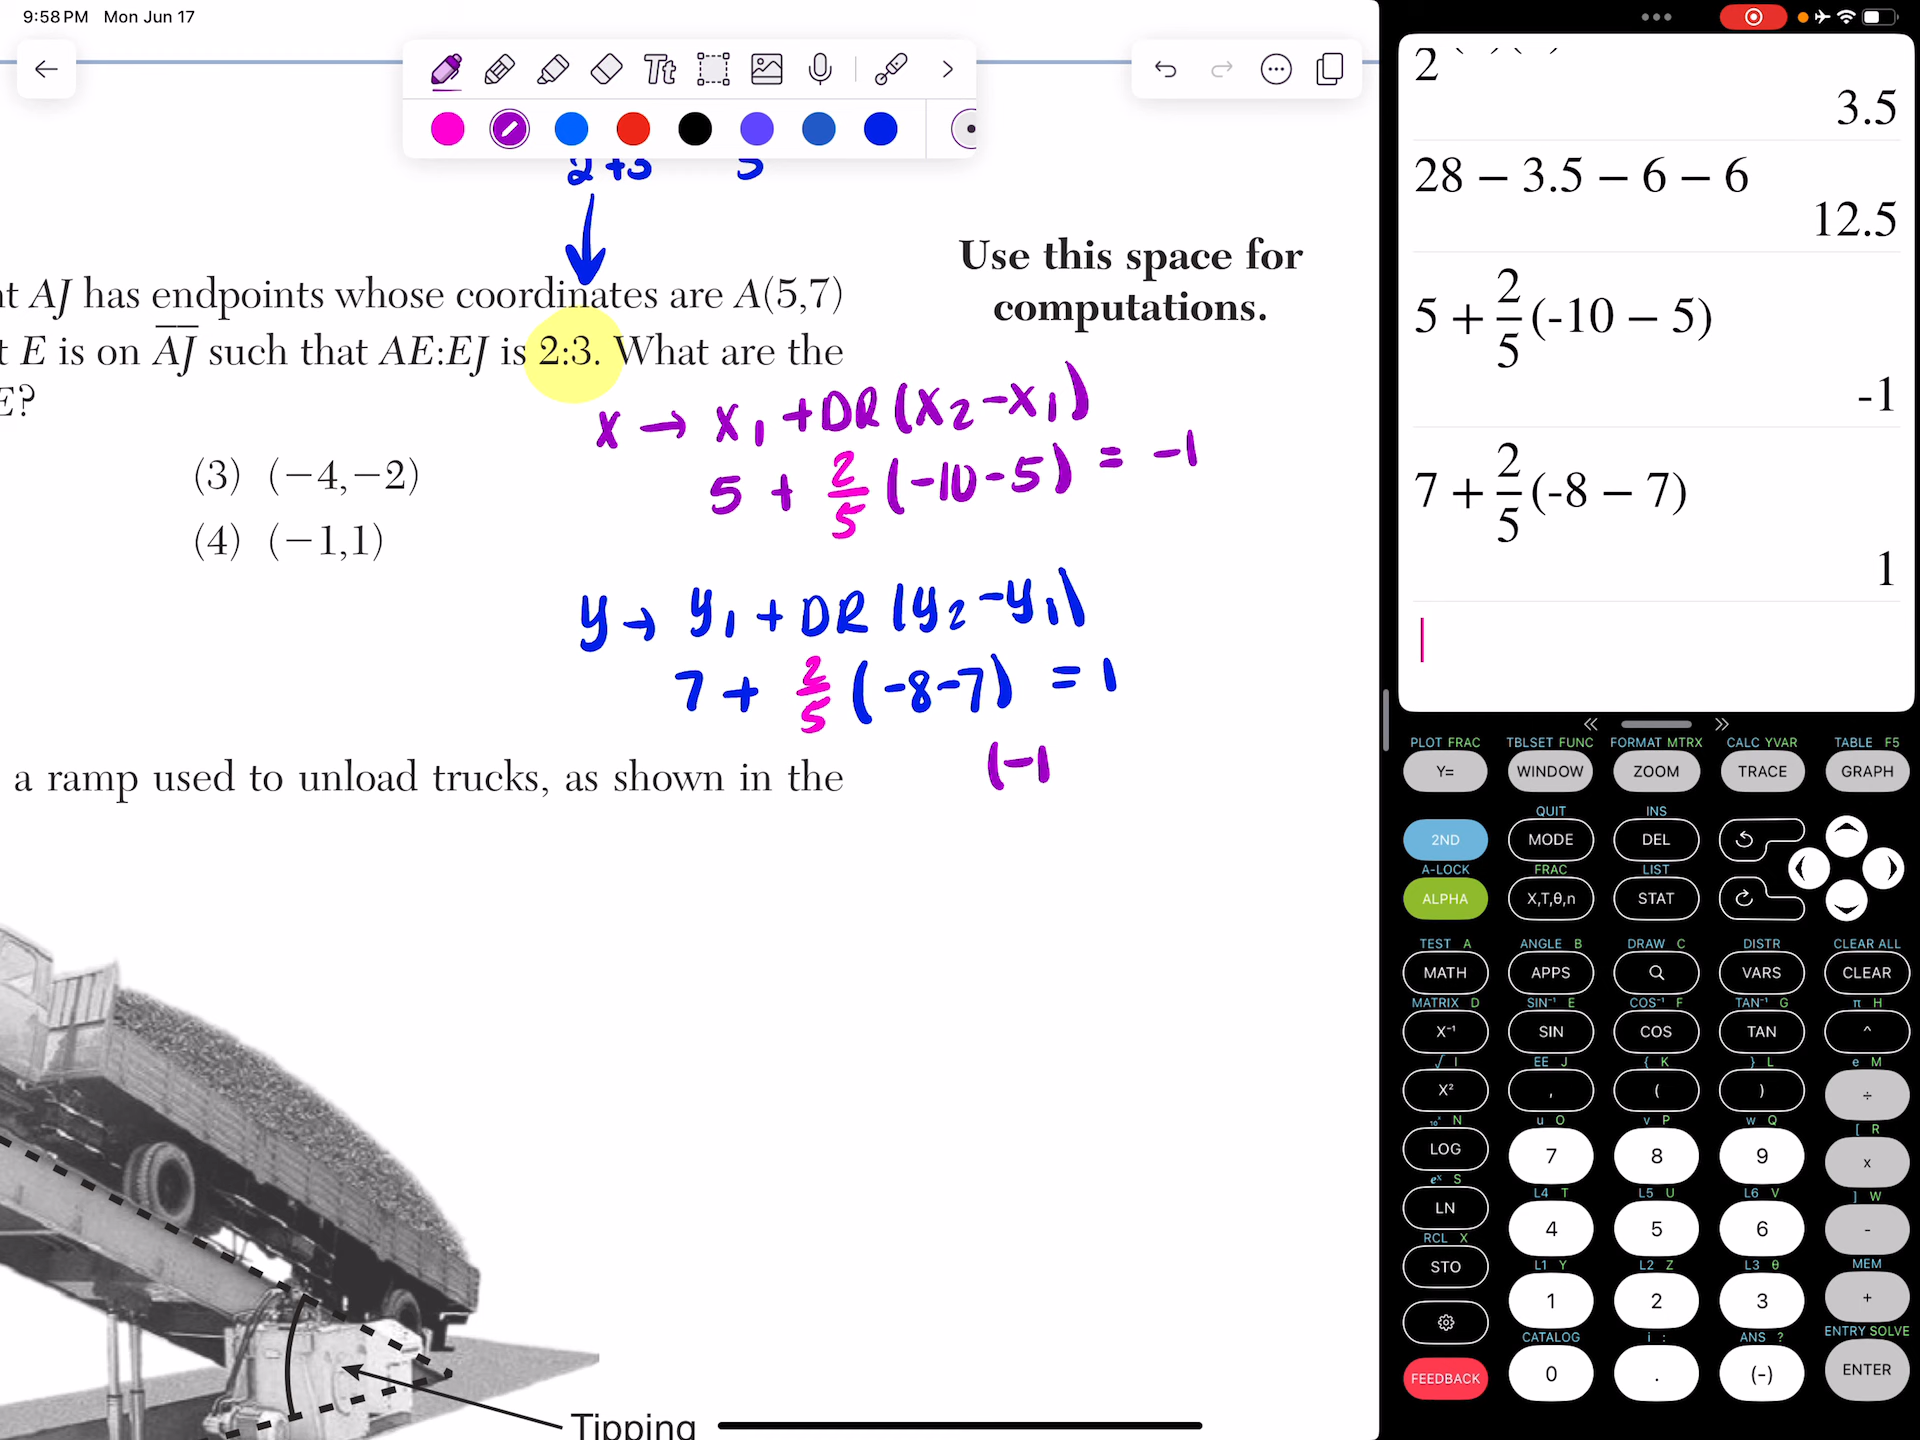 9:58 PM Mon Jun 17
Tt
2+3 5
Use this space for
computations.
t AJ has endpoints whose coordinates are A(5,7)
t E is on AJ such that AE:EJ is 2:3. What are the
E?
x → x₁ + DR (x₂ - x₁)
5 + 2/5 (-10-5) = -1
(3) (−4,−2)
(4) (−1,1)
y → y₁ + DR (y₂ - y₁)
7 + 2/5 (-8-7) = 1
(-1
a ramp used to unload trucks, as shown in the
Tipping
2
3.5
28 − 3.5 − 6 − 6
12.5
5 + 2/5 (-10 − 5)
-1
7 + 2/5 (-8 − 7)
1
PLOT FRAC TBLSET FUNC FORMAT MTRX CALC YVAR TABLE F5
Y= WINDOW ZOOM TRACE GRAPH
QUIT INS
2ND MODE DEL
A-LOCK FRAC LIST
ALPHA X,T,θ,n STAT
TEST A ANGLE B DRAW C DISTR CLEAR ALL
MATH APPS VARS CLEAR
MATRIX D SIN⁻¹ E COS⁻¹ F TAN⁻¹ G π H
X⁻¹ SIN COS TAN ^
√ I EE J { K } L e M
X² , ( ) ÷
10ˣ N u O v P w Q [ R
LOG 7 8 9 x
eˣ S L4 T L5 U L6 V ] W
LN 4 5 6 -
RCL X L1 Y L2 Z L3 θ MEM
STO 1 2 3 +
CATALOG i : ANS ? ENTRY SOLVE
FEEDBACK 0 . (-) ENTER